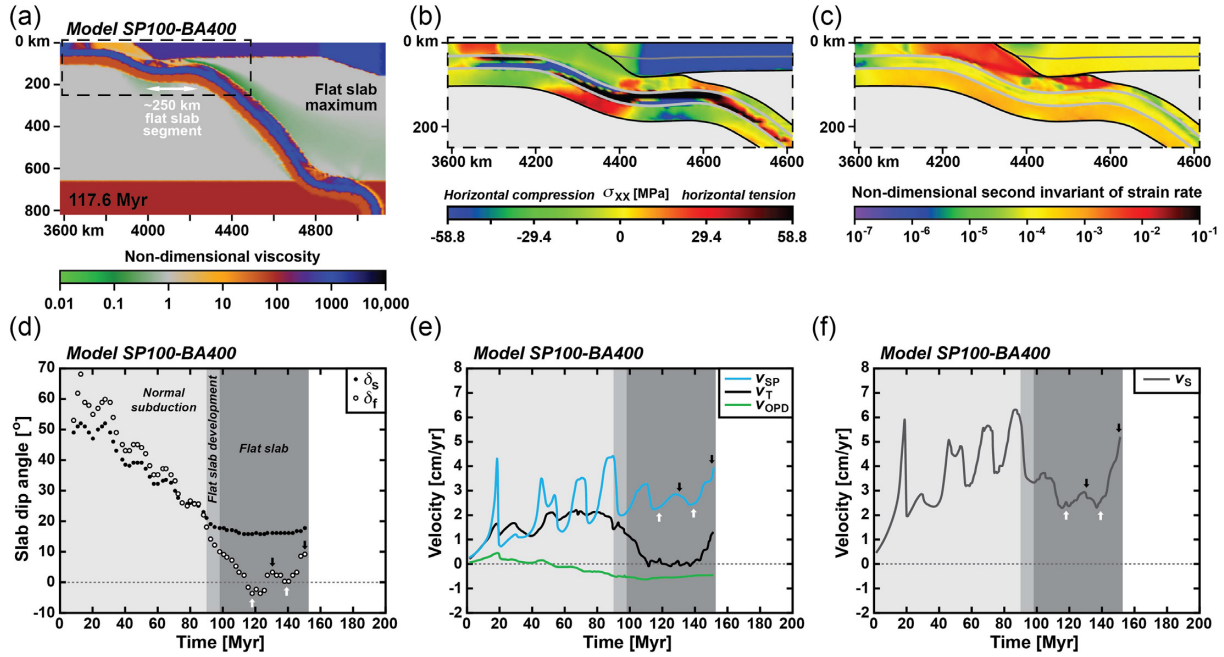 (a)
Model SP100-BA400
0 km
200
400
600
800
3600 km
4000
4400
4800
~250 km
flat slab
segment
Flat slab
maximum
117.6 Myr
Non-dimensional viscosity
0.01 0.1 1 10 100 1000 10,000
(b)
0 km
200
3600 km
4200
4400
4600
Horizontal compression σXX [MPa] horizontal tension
-58.8 -29.4 0 29.4 58.8
(c)
0 km
200
3600 km
4200
4400
4600
Non-dimensional second invariant of strain rate
10-7 10-6 10-5 10-4 10-3 10-2 10-1
(d)
Model SP100-BA400
Slab dip angle [o]
70
60
50
40
30
20
10
0
-10
Normal
subduction
Flat slab development
Flat slab
δs
δf
0 20 40 60 80 100 120 140 160 180 200
Time [Myr]
(e)
Model SP100-BA400
Velocity [cm/yr]
8
7
6
5
4
3
2
1
0
-1
-2
vSP
vT
vOPD
0 20 40 60 80 100 120 140 160 180 200
Time [Myr]
(f)
Model SP100-BA400
Velocity [cm/yr]
8
7
6
5
4
3
2
1
0
-1
-2
vS
0 20 40 60 80 100 120 140 160 180 200
Time [Myr]